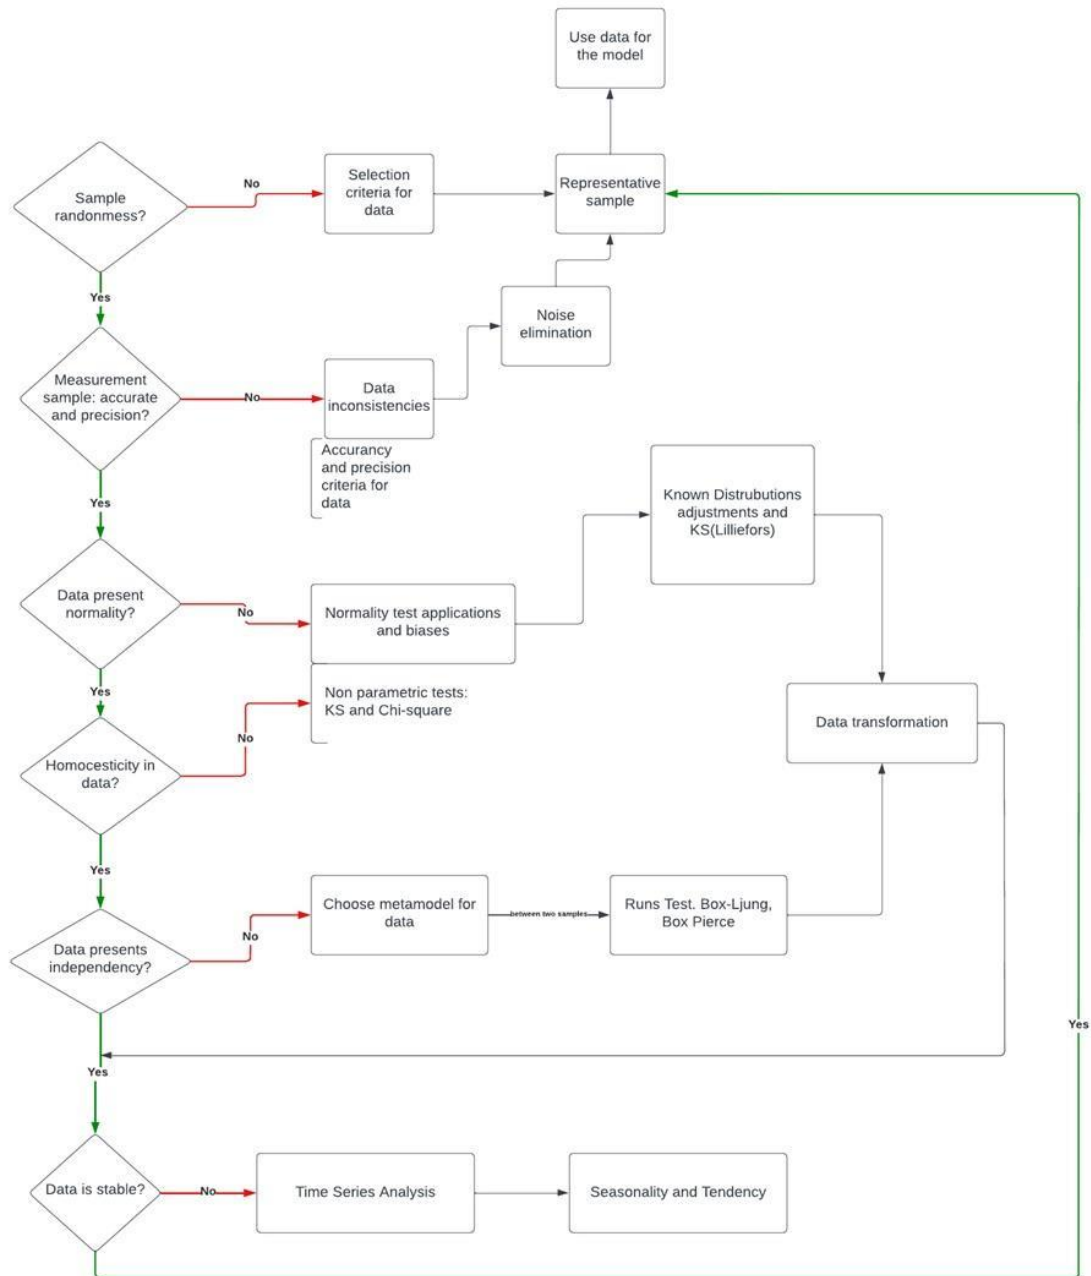 Use data for
the model
Sample
randonmess?
No
Selection
criteria for
data
Representative
sample
Yes
Noise
elimination
Measurement
sample: accurate
and precision?
No
Data
inconsistencies
Accurancy
and precision
criteria for
data
Yes
Known Distrubutions
adjustments and
KS(Lilliefors)
Data present
normality?
No
Normality test applications
and biases
Yes
Non parametric tests:
KS and Chi-square
Data transformation
Homocesticity in
data?
No
Yes
Choose metamodel for
data
between two samples
Runs Test. Box-Ljung,
Box Pierce
Data presents
independency?
No
Yes
Yes
Data is stable?
No
Time Series Analysis
Seasonality and Tendency